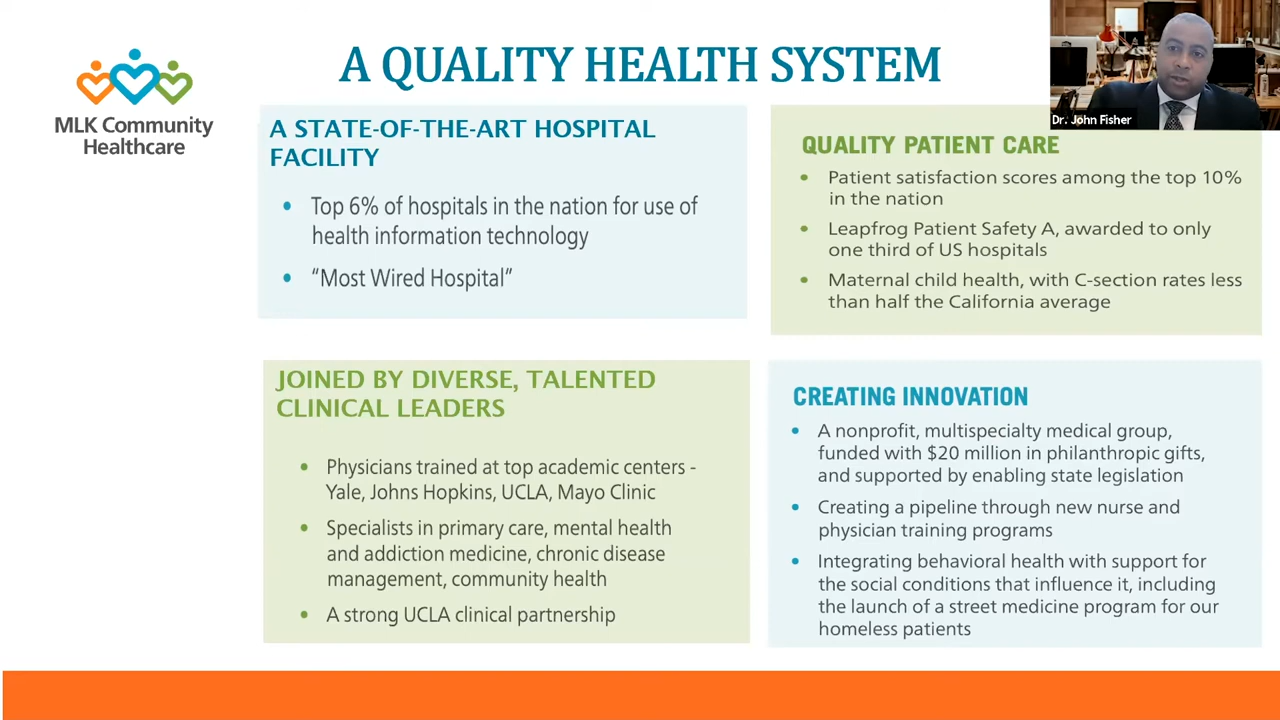 A QUALITY HEALTH SYSTEM
MLK Community
Healthcare
Dr. John Fisher
A STATE-OF-THE-ART HOSPITAL
FACILITY
• Top 6% of hospitals in the nation for use of
health information technology
• “Most Wired Hospital”
QUALITY PATIENT CARE
• Patient satisfaction scores among the top 10%
in the nation
• Leapfrog Patient Safety A, awarded to only
one third of US hospitals
• Maternal child health, with C-section rates less
than half the California average
JOINED BY DIVERSE, TALENTED
CLINICAL LEADERS
• Physicians trained at top academic centers -
Yale, Johns Hopkins, UCLA, Mayo Clinic
• Specialists in primary care, mental health
and addiction medicine, chronic disease
management, community health
• A strong UCLA clinical partnership
CREATING INNOVATION
• A nonprofit, multispecialty medical group,
funded with $20 million in philanthropic gifts,
and supported by enabling state legislation
• Creating a pipeline through new nurse and
physician training programs
• Integrating behavioral health with support for
the social conditions that influence it, including
the launch of a street medicine program for our
homeless patients